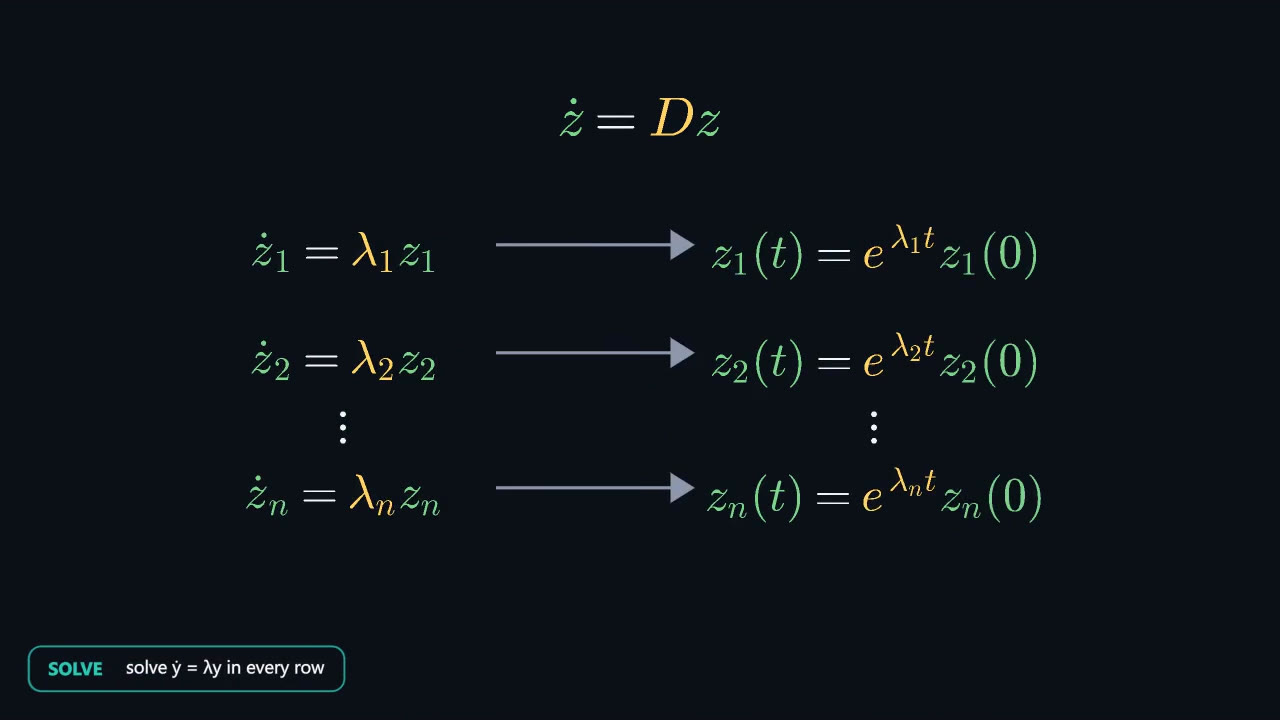 ż = Dz
ż₁ = λ₁z₁ → z₁(t) = e^{λ₁t}z₁(0)
ż₂ = λ₂z₂ → z₂(t) = e^{λ₂t}z₂(0)
⋮ ⋮
żₙ = λₙzₙ → zₙ(t) = e^{λₙt}zₙ(0)
SOLVE solve ẏ = λy in every row